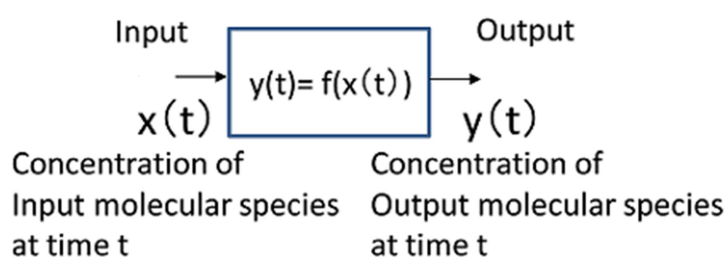 Input
Output
y(t)= f(x(t))
x(t)
y(t)
Concentration of
Input molecular species
at time t
Concentration of
Output molecular species
at time t